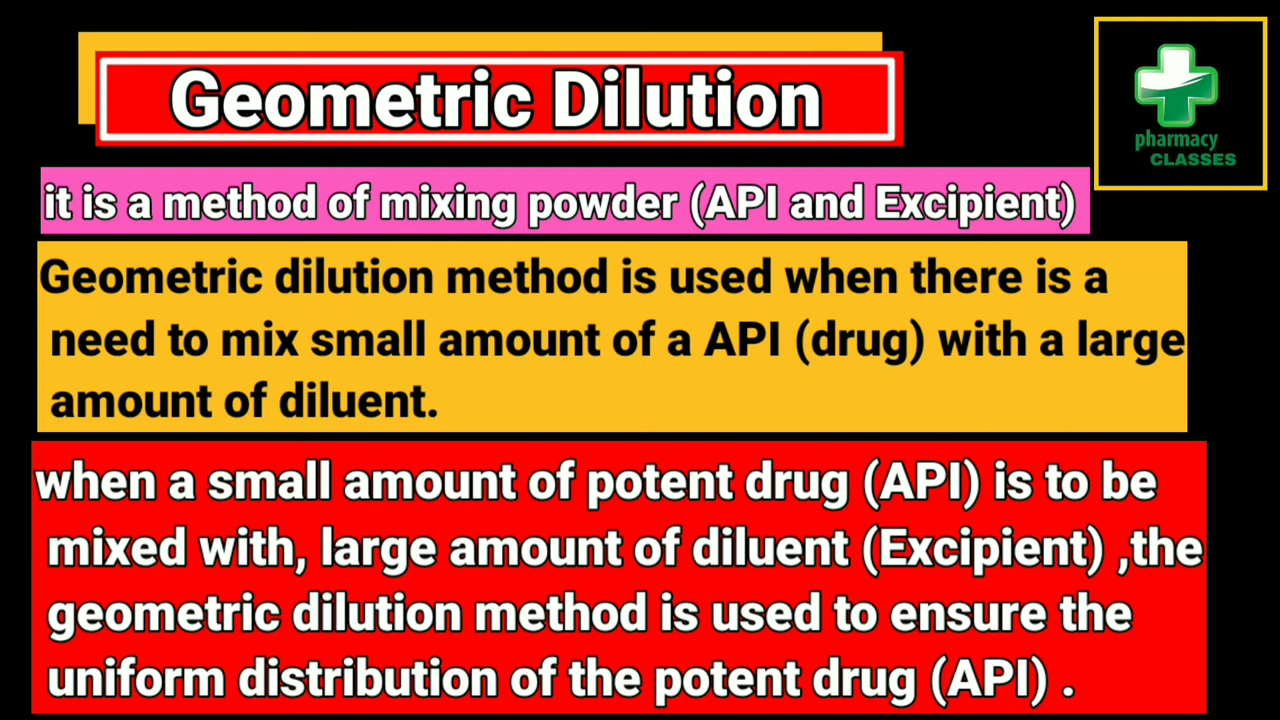 Geometric Dilution
pharmacy
CLASSES
it is a method of mixing powder (API and Excipient)
Geometric dilution method is used when there is a
need to mix small amount of a API (drug) with a large
amount of diluent.
when a small amount of potent drug (API) is to be
mixed with, large amount of diluent (Excipient) ,the
geometric dilution method is used to ensure the
uniform distribution of the potent drug (API) .